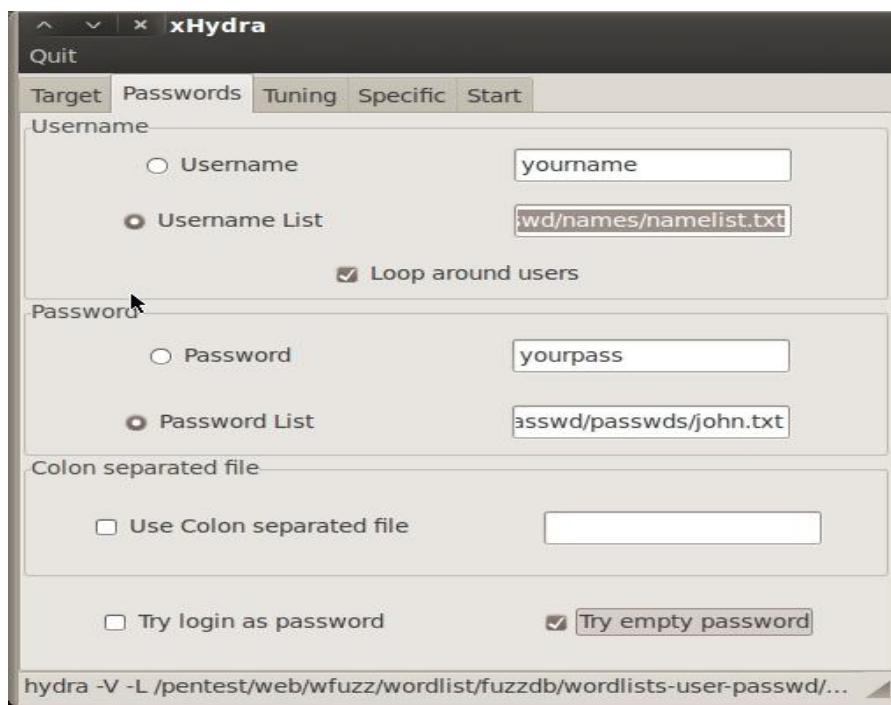 xHydra
Quit
Target Passwords Tuning Specific Start
Username
Username yourname
Username List wd/names/namelist.txt
Loop around users
Password
Password yourpass
Password List asswd/passwds/john.txt
Colon separated file
Use Colon separated file
Try login as password Try empty password
hydra -V -L /pentest/web/wfuzz/wordlist/fuzzdb/wordlists-user-passwd/...